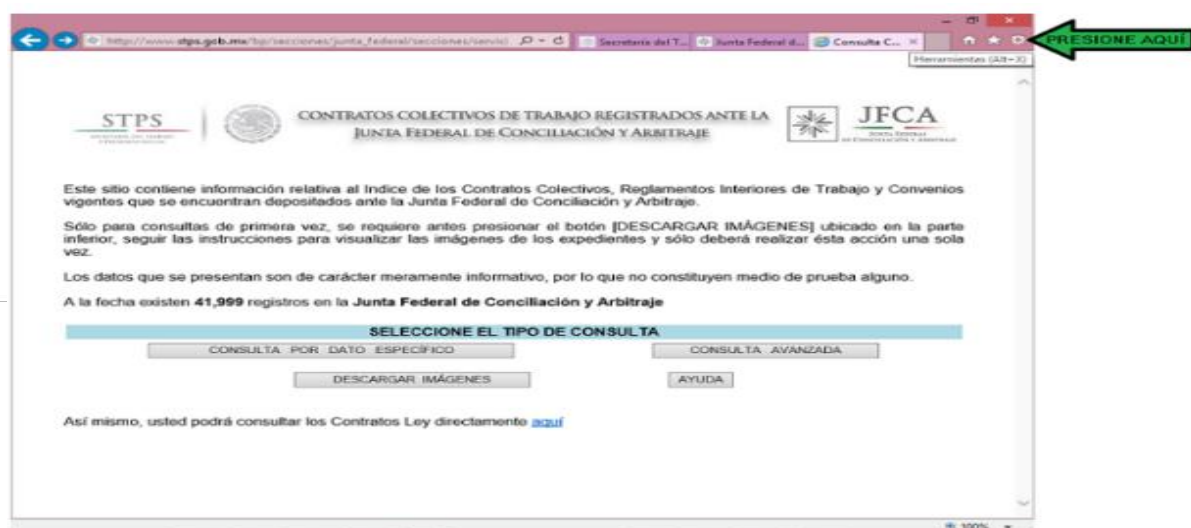 http://www.stps.gob.mx/bp/secciones/junta_federal/secciones/servici
Secretaría del T...
Junta Federal d...
Consulta C...
PRESIONE AQUÍ
Herramientas (Alt+X)
STPS
CONTRATOS COLECTIVOS DE TRABAJO REGISTRADOS ANTE LA
JUNTA FEDERAL DE CONCILIACIÓN Y ARBITRAJE
JFCA
JUNTA FEDERAL
DE CONCILIACIÓN Y ARBITRAJE
Este sitio contiene información relativa al Indice de los Contratos Colectivos, Reglamentos Interiores de Trabajo y Convenios
vigentes que se encuentran depositados ante la Junta Federal de Conciliación y Arbitraje.
Sólo para consultas de primera vez, se requiere antes presionar el botón [DESCARGAR IMÁGENES] ubicado en la parte
inferior, seguir las instrucciones para visualizar las imágenes de los expedientes y sólo deberá realizar ésta acción una sola
vez.
Los datos que se presentan son de carácter meramente informativo, por lo que no constituyen medio de prueba alguno.
A la fecha existen 41,999 registros en la Junta Federal de Conciliación y Arbitraje
SELECCIONE EL TIPO DE CONSULTA
CONSULTA POR DATO ESPECÍFICO
CONSULTA AVANZADA
DESCARGAR IMÁGENES
AYUDA
Así mismo, usted podrá consultar los Contratos Ley directamente aquí
100%